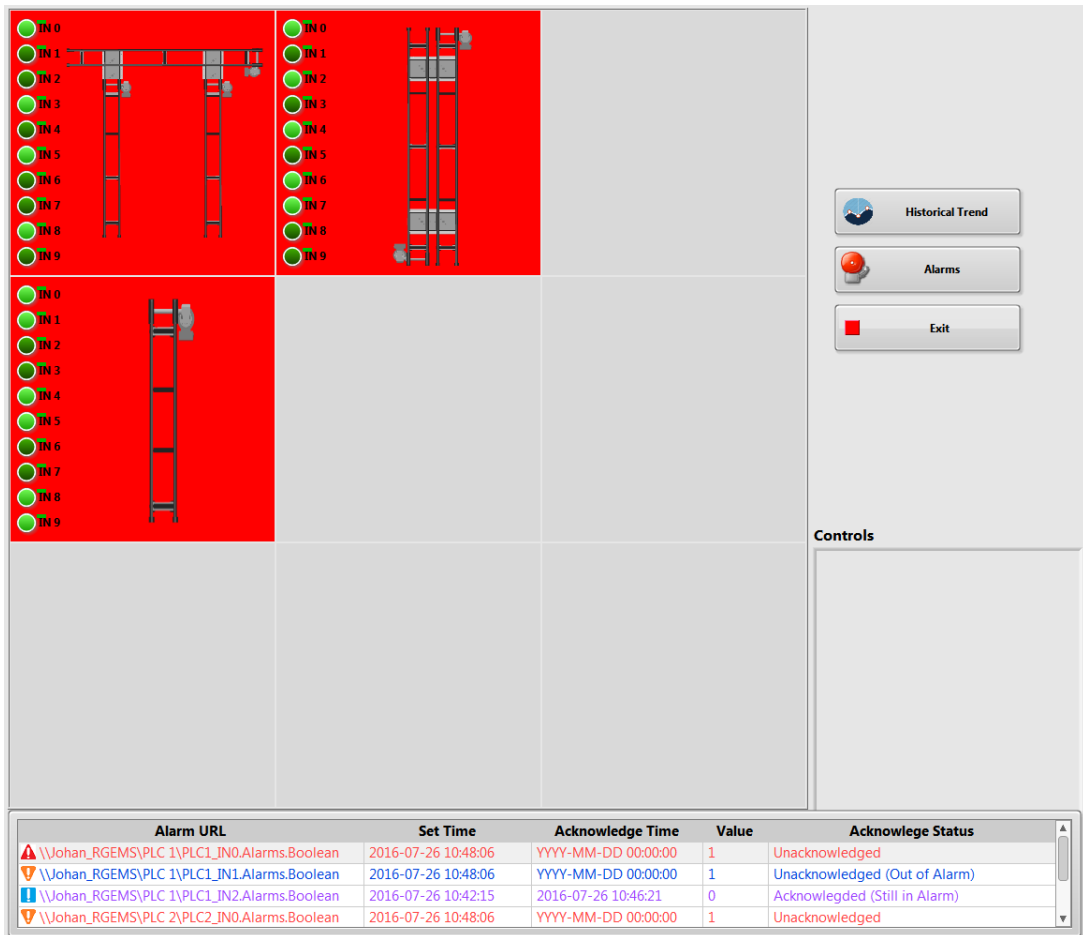 IN 0
IN 1
IN 2
IN 3
IN 4
IN 5
IN 6
IN 7
IN 8
IN 9
IN 0
IN 1
IN 2
IN 3
IN 4
IN 5
IN 6
IN 7
IN 8
IN 9
IN 0
IN 1
IN 2
IN 3
IN 4
IN 5
IN 6
IN 7
IN 8
IN 9
Historical Trend
Alarms
Exit
Controls
Alarm URL Set Time Acknowledge Time Value Acknowlege Status
\\Johan_RGEMS\PLC 1\PLC1_IN0.Alarms.Boolean 2016-07-26 10:48:06 YYYY-MM-DD 00:00:00 1 Unacknowledged
\\Johan_RGEMS\PLC 1\PLC1_IN1.Alarms.Boolean 2016-07-26 10:48:06 YYYY-MM-DD 00:00:00 1 Unacknowledged (Out of Alarm)
\\Johan_RGEMS\PLC 1\PLC1_IN2.Alarms.Boolean 2016-07-26 10:42:15 2016-07-26 10:46:21 0 Acknowlegded (Still in Alarm)
\\Johan_RGEMS\PLC 2\PLC2_IN0.Alarms.Boolean 2016-07-26 10:48:06 YYYY-MM-DD 00:00:00 1 Unacknowledged